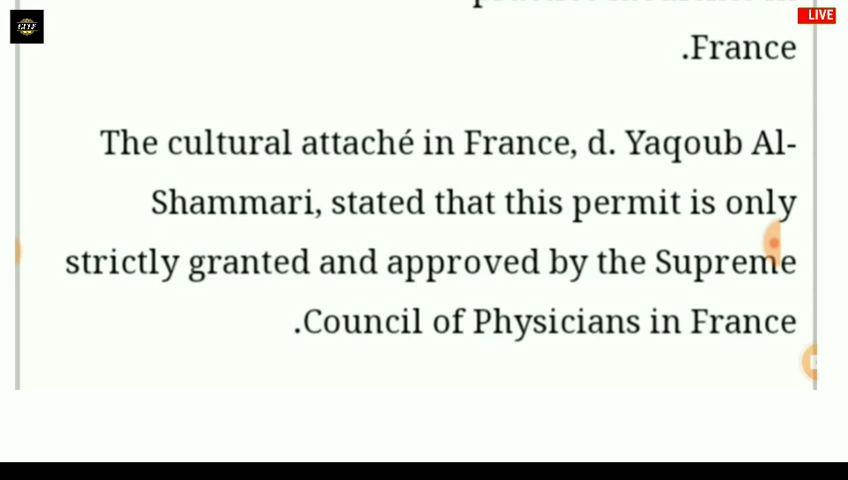 LIVE
.France
The cultural attaché in France, d. Yaqoub Al-
Shammari, stated that this permit is only
strictly granted and approved by the Supreme
.Council of Physicians in France